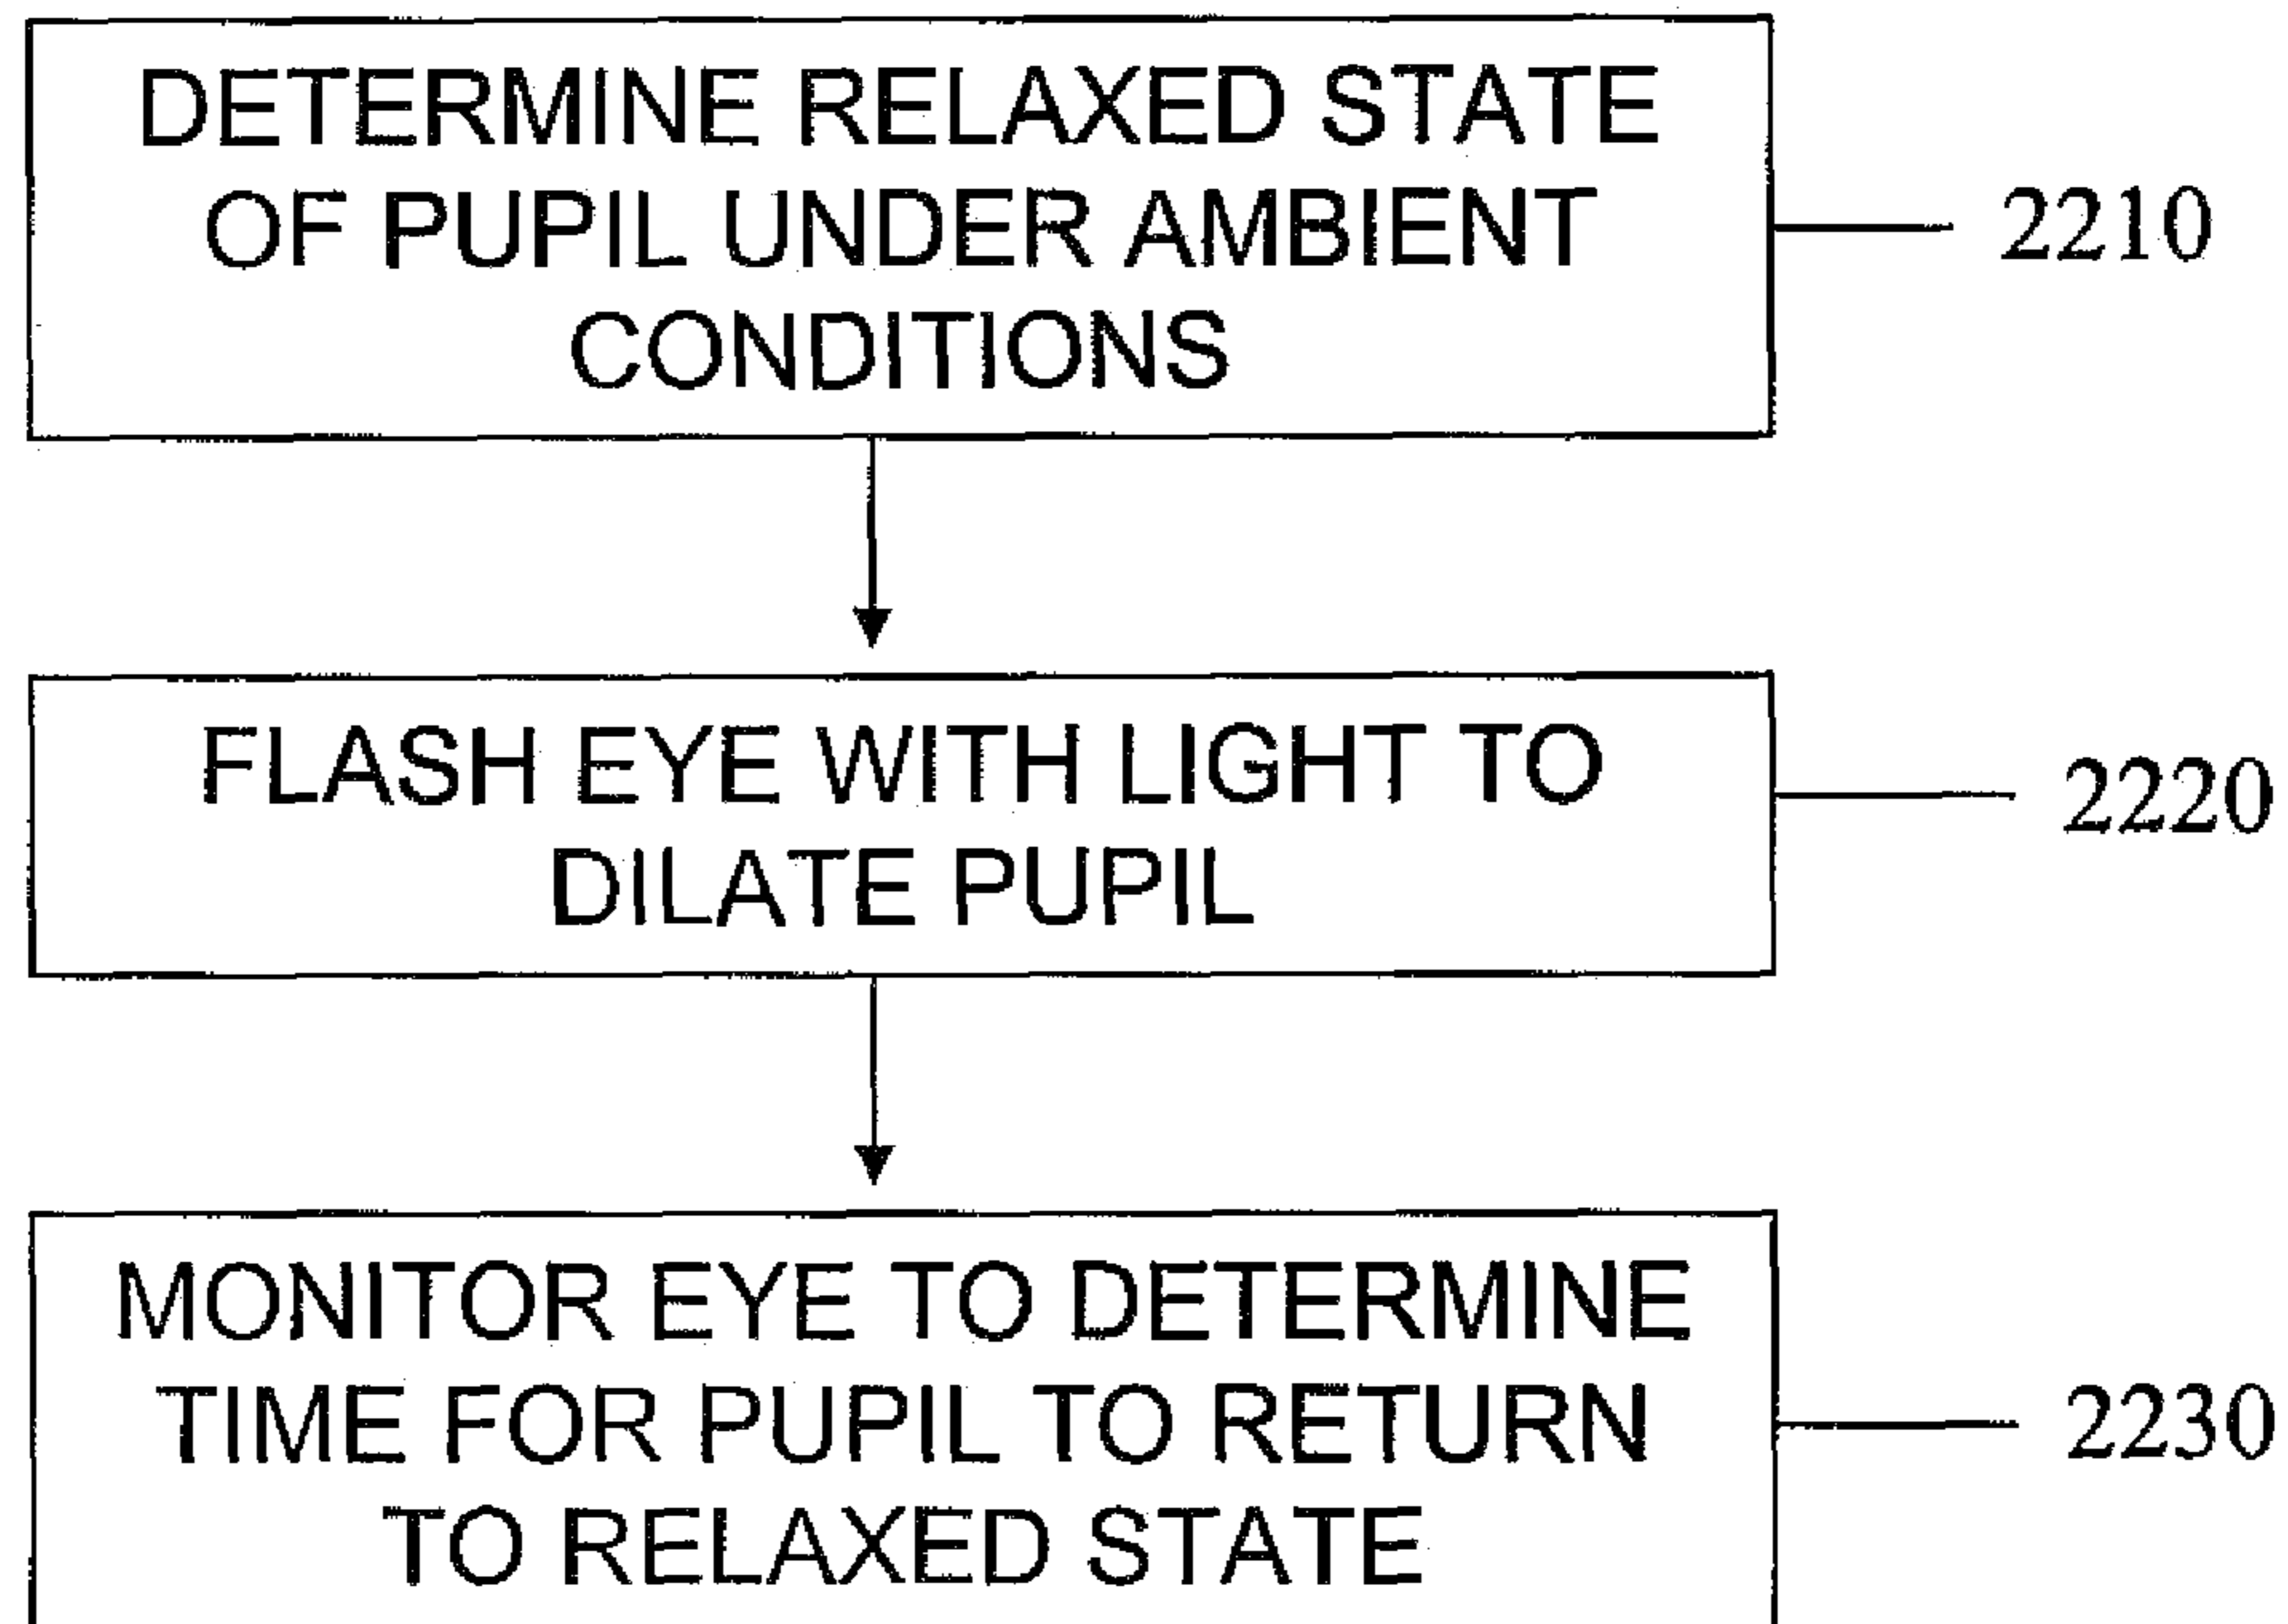 DETERMINE RELAXED STATE
OF PUPIL UNDER AMBIENT
CONDITIONS
2210
FLASH EYE WITH LIGHT TO
DILATE PUPIL
2220
MONITOR EYE TO DETERMINE
TIME FOR PUPIL TO RETURN
TO RELAXED STATE
2230